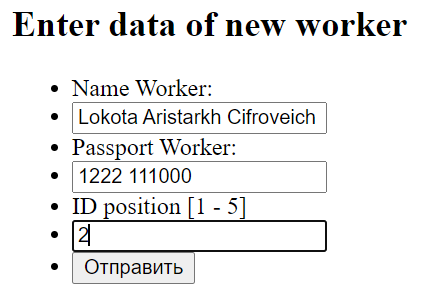 Enter data of new worker
Name Worker:
Lokota Aristarkh Cifroveich
Passport Worker:
1222 111000
ID position [1 - 5]
2
Отправить